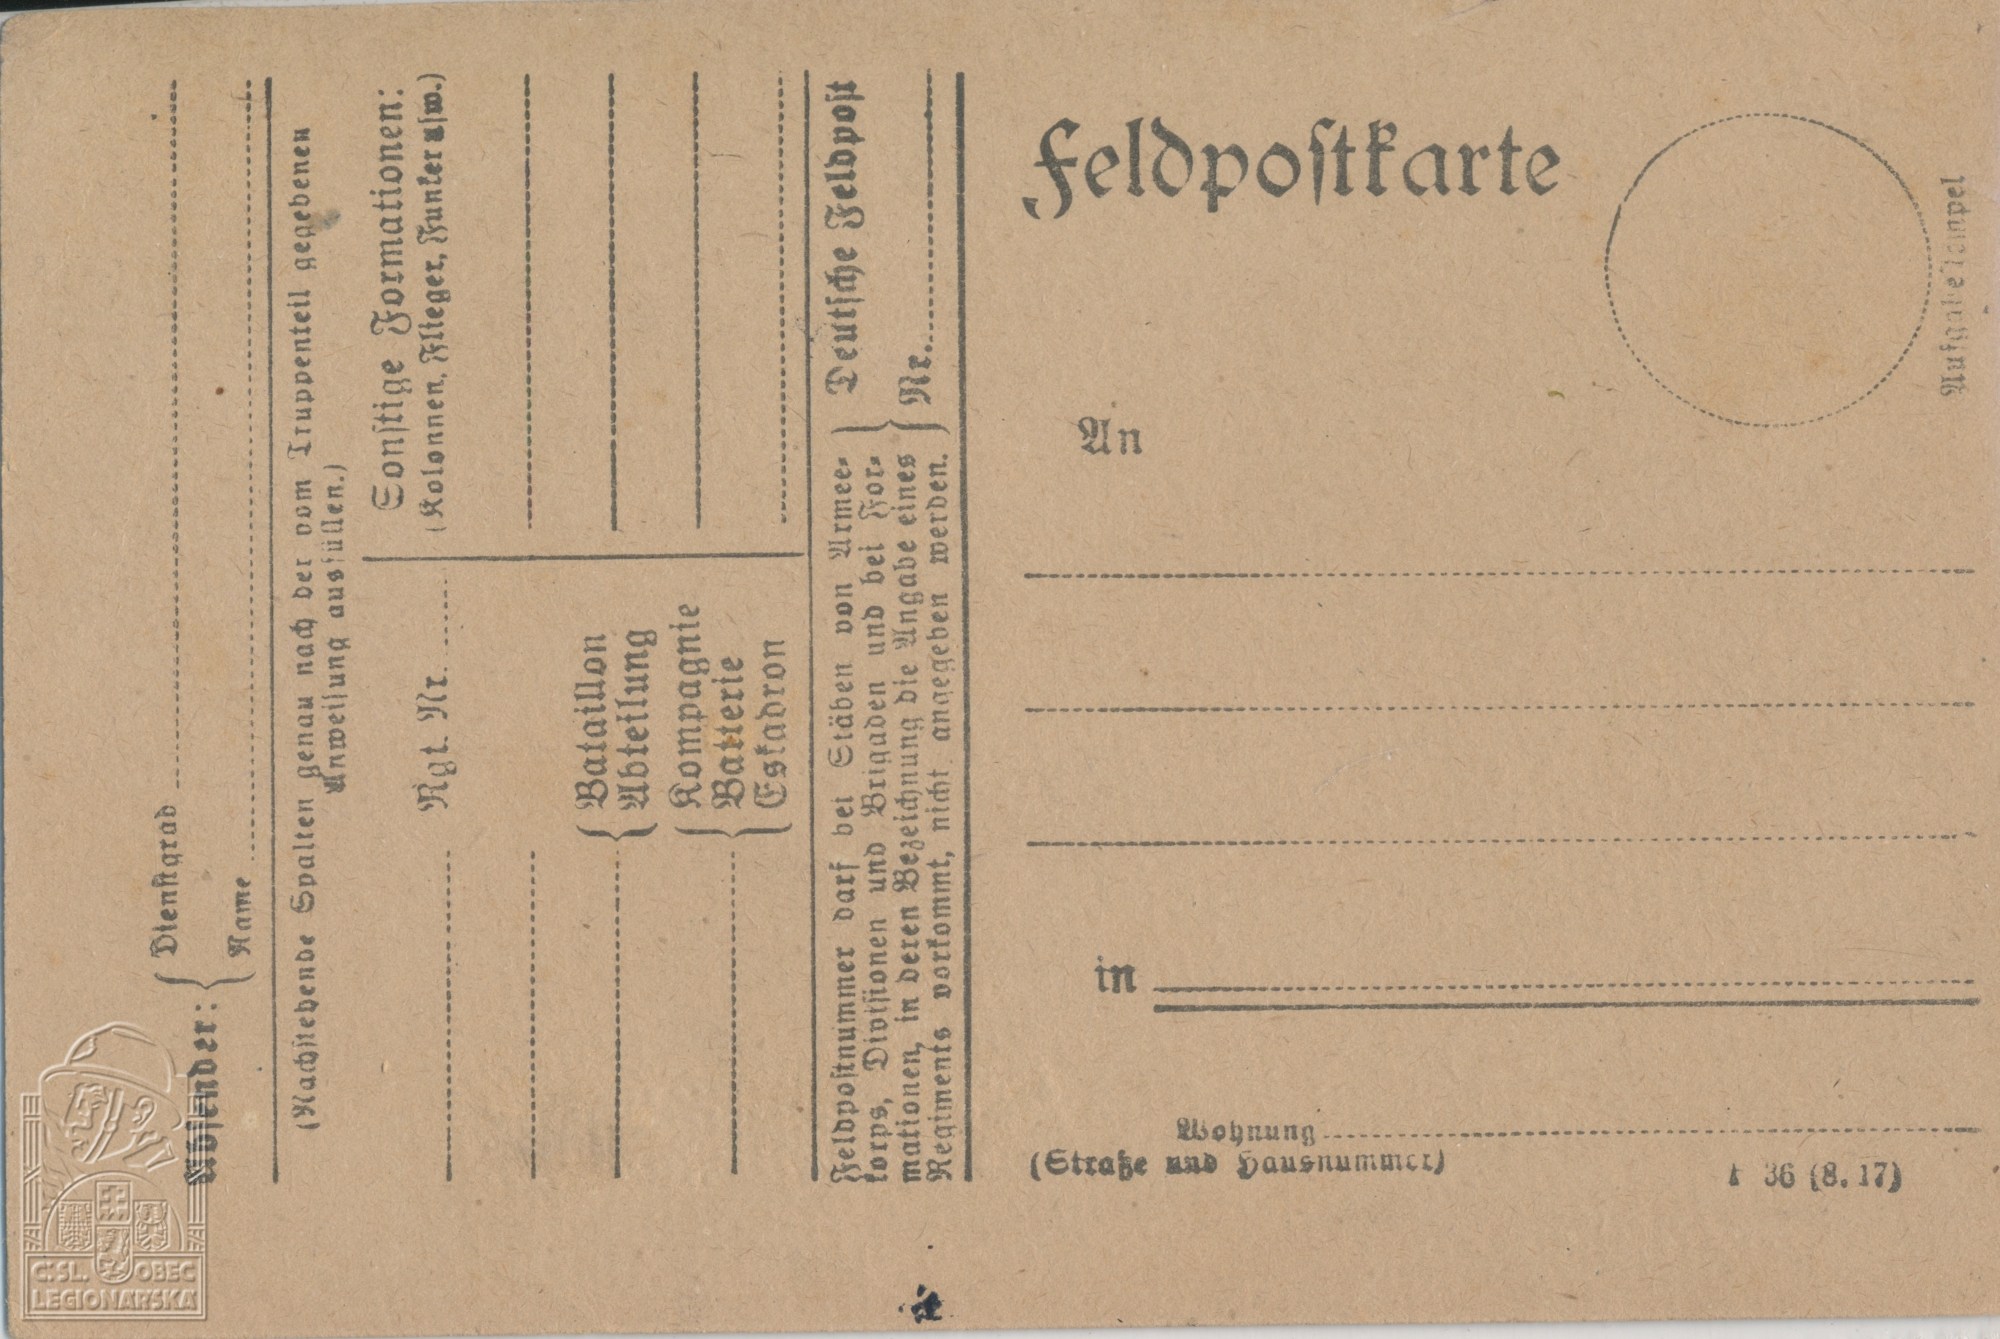 Absender:
Dienstgrad
Name
(Nachstehende Spalten genau nach der vom Truppenteil gegebenen
Anweisung ausfüllen.)
Rgt. Nr.
Bataillon
Abteilung
Kompagnie
Batterie
Eskadron
Sonstige Formationen:
(Kolonnen, Flieger, Funker usw.)
Feldpostnummer darf bei Stäben von Armee-
korps, Divisionen und Brigaden und bei For-
mationen, in deren Bezeichnung die Angabe eines
Regiments vorkommt, nicht angegeben werden.
Deutsche Feldpost
Nr.
Feldpostkarte
Aufgabestempel
An
in
Wohnung
(Straße und Hausnummer)
36 (8. 17)
Č.SL. OBEC
LEGIONÁŘSKÁ